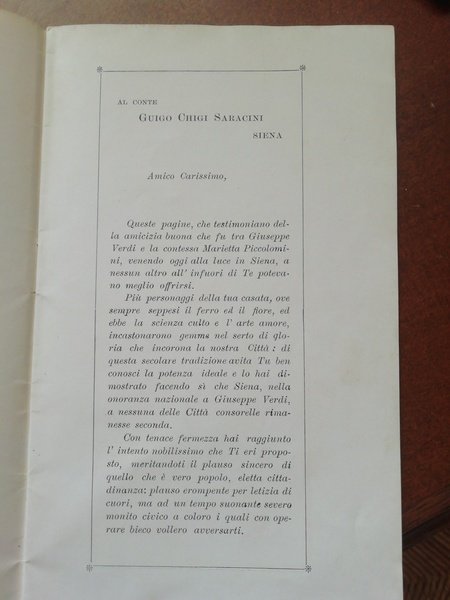 AL CONTE
GUIGO CHIGI SARACINI
SIENA
Amico Carissimo,
Queste pagine, che testimoniano del-
la amicizia buona che fu tra Giuseppe
Verdi e la contessa Marietta Piccolomi-
ni, venendo oggi alla luce in Siena, a
nessun altro all' infuori di Te poteva-
no meglio offrirsi.
Più personaggi della tua casata, ove
sempre seppesi il ferro ed il fiore, ed
ebbe la scienza culto e l' arte amore,
incastonarono gemme nel serto di glo-
ria che incorona la nostra Città: di
questa secolare tradizione avita Tu ben
conosci la potenza ideale e lo hai di-
mostrato facendo sì che Siena, nella
onoranza nazionale a Giuseppe Verdi,
a nessuna delle Città consorelle rima-
nesse seconda.
Con tenace fermezza hai raggiunto
l' intento nobilissimo che Ti eri propo-
sto, meritandoti il plauso sincero di
quello che è vero popolo, eletta citta-
dinanza: plauso erompente per letizia di
cuori, ma ad un tempo suonante severo
monito civico a coloro i quali con ope-
rare bieco vollero avversarti.